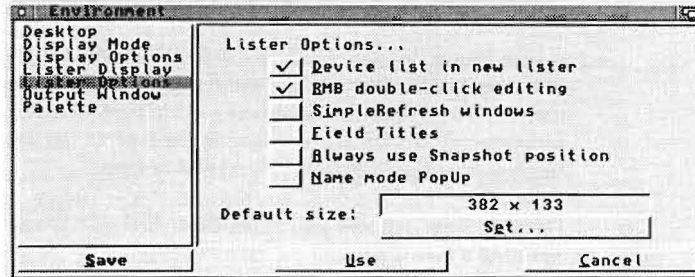 Environment
Desktop
Display Mode
Display Options
Lister Display
Lister Options
Output Window
Palette
Lister Options...
Device list in new lister
RMB double-click editing
SimpleRefresh windows
Field Titles
Always use Snapshot position
Name mode PopUp
Default size:
382 x 133
Set...
Save
Use
Cancel